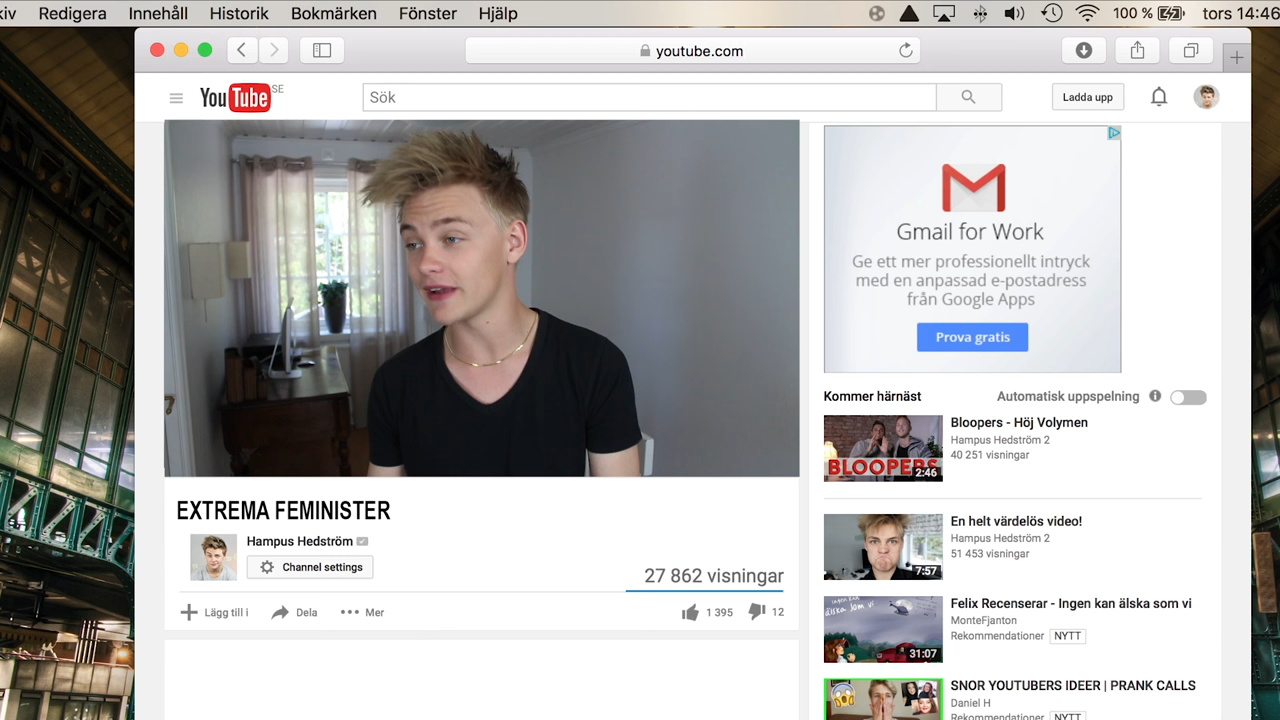 kiv Redigera Innehåll Historik Bokmärken Fönster Hjälp 100 % tors 14:46
youtube.com
YouTube SE
Sök
Ladda upp
Gmail for Work
Ge ett mer professionellt intryck
med en anpassad e-postadress
från Google Apps
Prova gratis
EXTREMA FEMINISTER
Hampus Hedström
Channel settings
27 862 visningar
Lägg till i Dela Mer 1 395 12
Kommer härnäst Automatisk uppspelning
BLOOPERS
2:46
Bloopers - Höj Volymen
Hampus Hedström 2
40 251 visningar
7:57
En helt värdelös video!
Hampus Hedström 2
51 453 visningar
ingen kan
älska som vi
31:07
Felix Recenserar - Ingen kan älska som vi
MonteFjanton
Rekommendationer NYTT
SNOR YOUTUBERS IDEER | PRANK CALLS
Daniel H
Rekommendationer NYTT